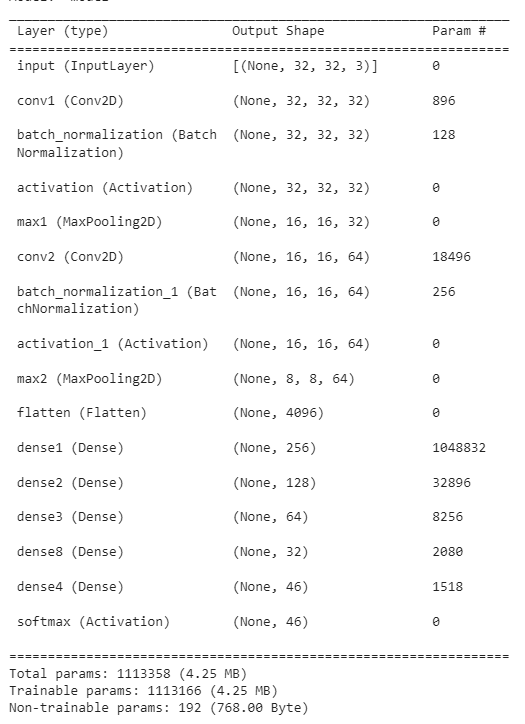 Layer (type) Output Shape Param #
input (InputLayer) [(None, 32, 32, 3)] 0
conv1 (Conv2D) (None, 32, 32, 32) 896
batch_normalization (Batch (None, 32, 32, 32) 128
Normalization)
activation (Activation) (None, 32, 32, 32) 0
max1 (MaxPooling2D) (None, 16, 16, 32) 0
conv2 (Conv2D) (None, 16, 16, 64) 18496
batch_normalization_1 (Bat (None, 16, 16, 64) 256
chNormalization)
activation_1 (Activation) (None, 16, 16, 64) 0
max2 (MaxPooling2D) (None, 8, 8, 64) 0
flatten (Flatten) (None, 4096) 0
dense1 (Dense) (None, 256) 1048832
dense2 (Dense) (None, 128) 32896
dense3 (Dense) (None, 64) 8256
dense8 (Dense) (None, 32) 2080
dense4 (Dense) (None, 46) 1518
softmax (Activation) (None, 46) 0
Total params: 1113358 (4.25 MB)
Trainable params: 1113166 (4.25 MB)
Non-trainable params: 192 (768.00 Byte)